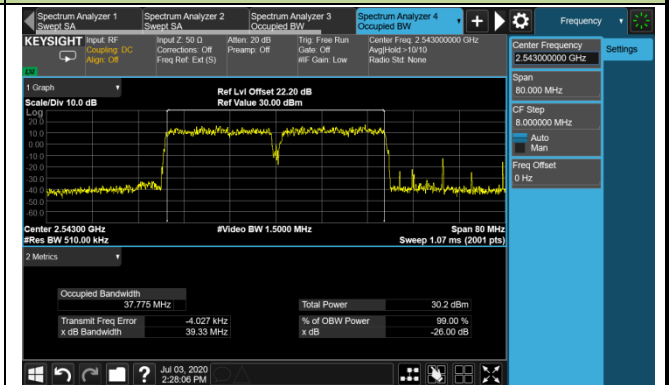 Spectrum Analyzer 1
Swept SA
Spectrum Analyzer 2
Swept SA
Spectrum Analyzer 3
Occupied BW
Spectrum Analyzer 4
Occupied BW
Frequency
KEYSIGHT
Input: RF
Coupling: DC
Align: Off
Input Z: 50 Ω
Corrections: Off
Freq Ref: Ext (S)
Atten: 20 dB
Preamp: Off
Trig: Free Run
Gate: Off
#IF Gain: Low
Center Freq: 2.543000000 GHz
Avg|Hold:>10/10
Radio Std: None
LVI
1 Graph
Scale/Div 10.0 dB
Ref Lvl Offset 22.20 dB
Ref Value 30.00 dBm
Log
20.0
10.0
0.00
-10.0
-20.0
-30.0
-40.0
-50.0
-60.0
Center 2.54300 GHz
#Res BW 510.00 kHz
#Video BW 1.5000 MHz
Span 80 MHz
Sweep 1.07 ms (2001 pts)
2 Metrics
Occupied Bandwidth
37.775 MHz
Total Power
30.2 dBm
Transmit Freq Error
-4.027 kHz
% of OBW Power
99.00 %
x dB Bandwidth
39.33 MHz
x dB
-26.00 dB
Center Frequency
2.543000000 GHz
Settings
Span
80.000 MHz
CF Step
8.000000 MHz
Auto
Man
Freq Offset
0 Hz
Jul 03, 2020
2:28:06 PM